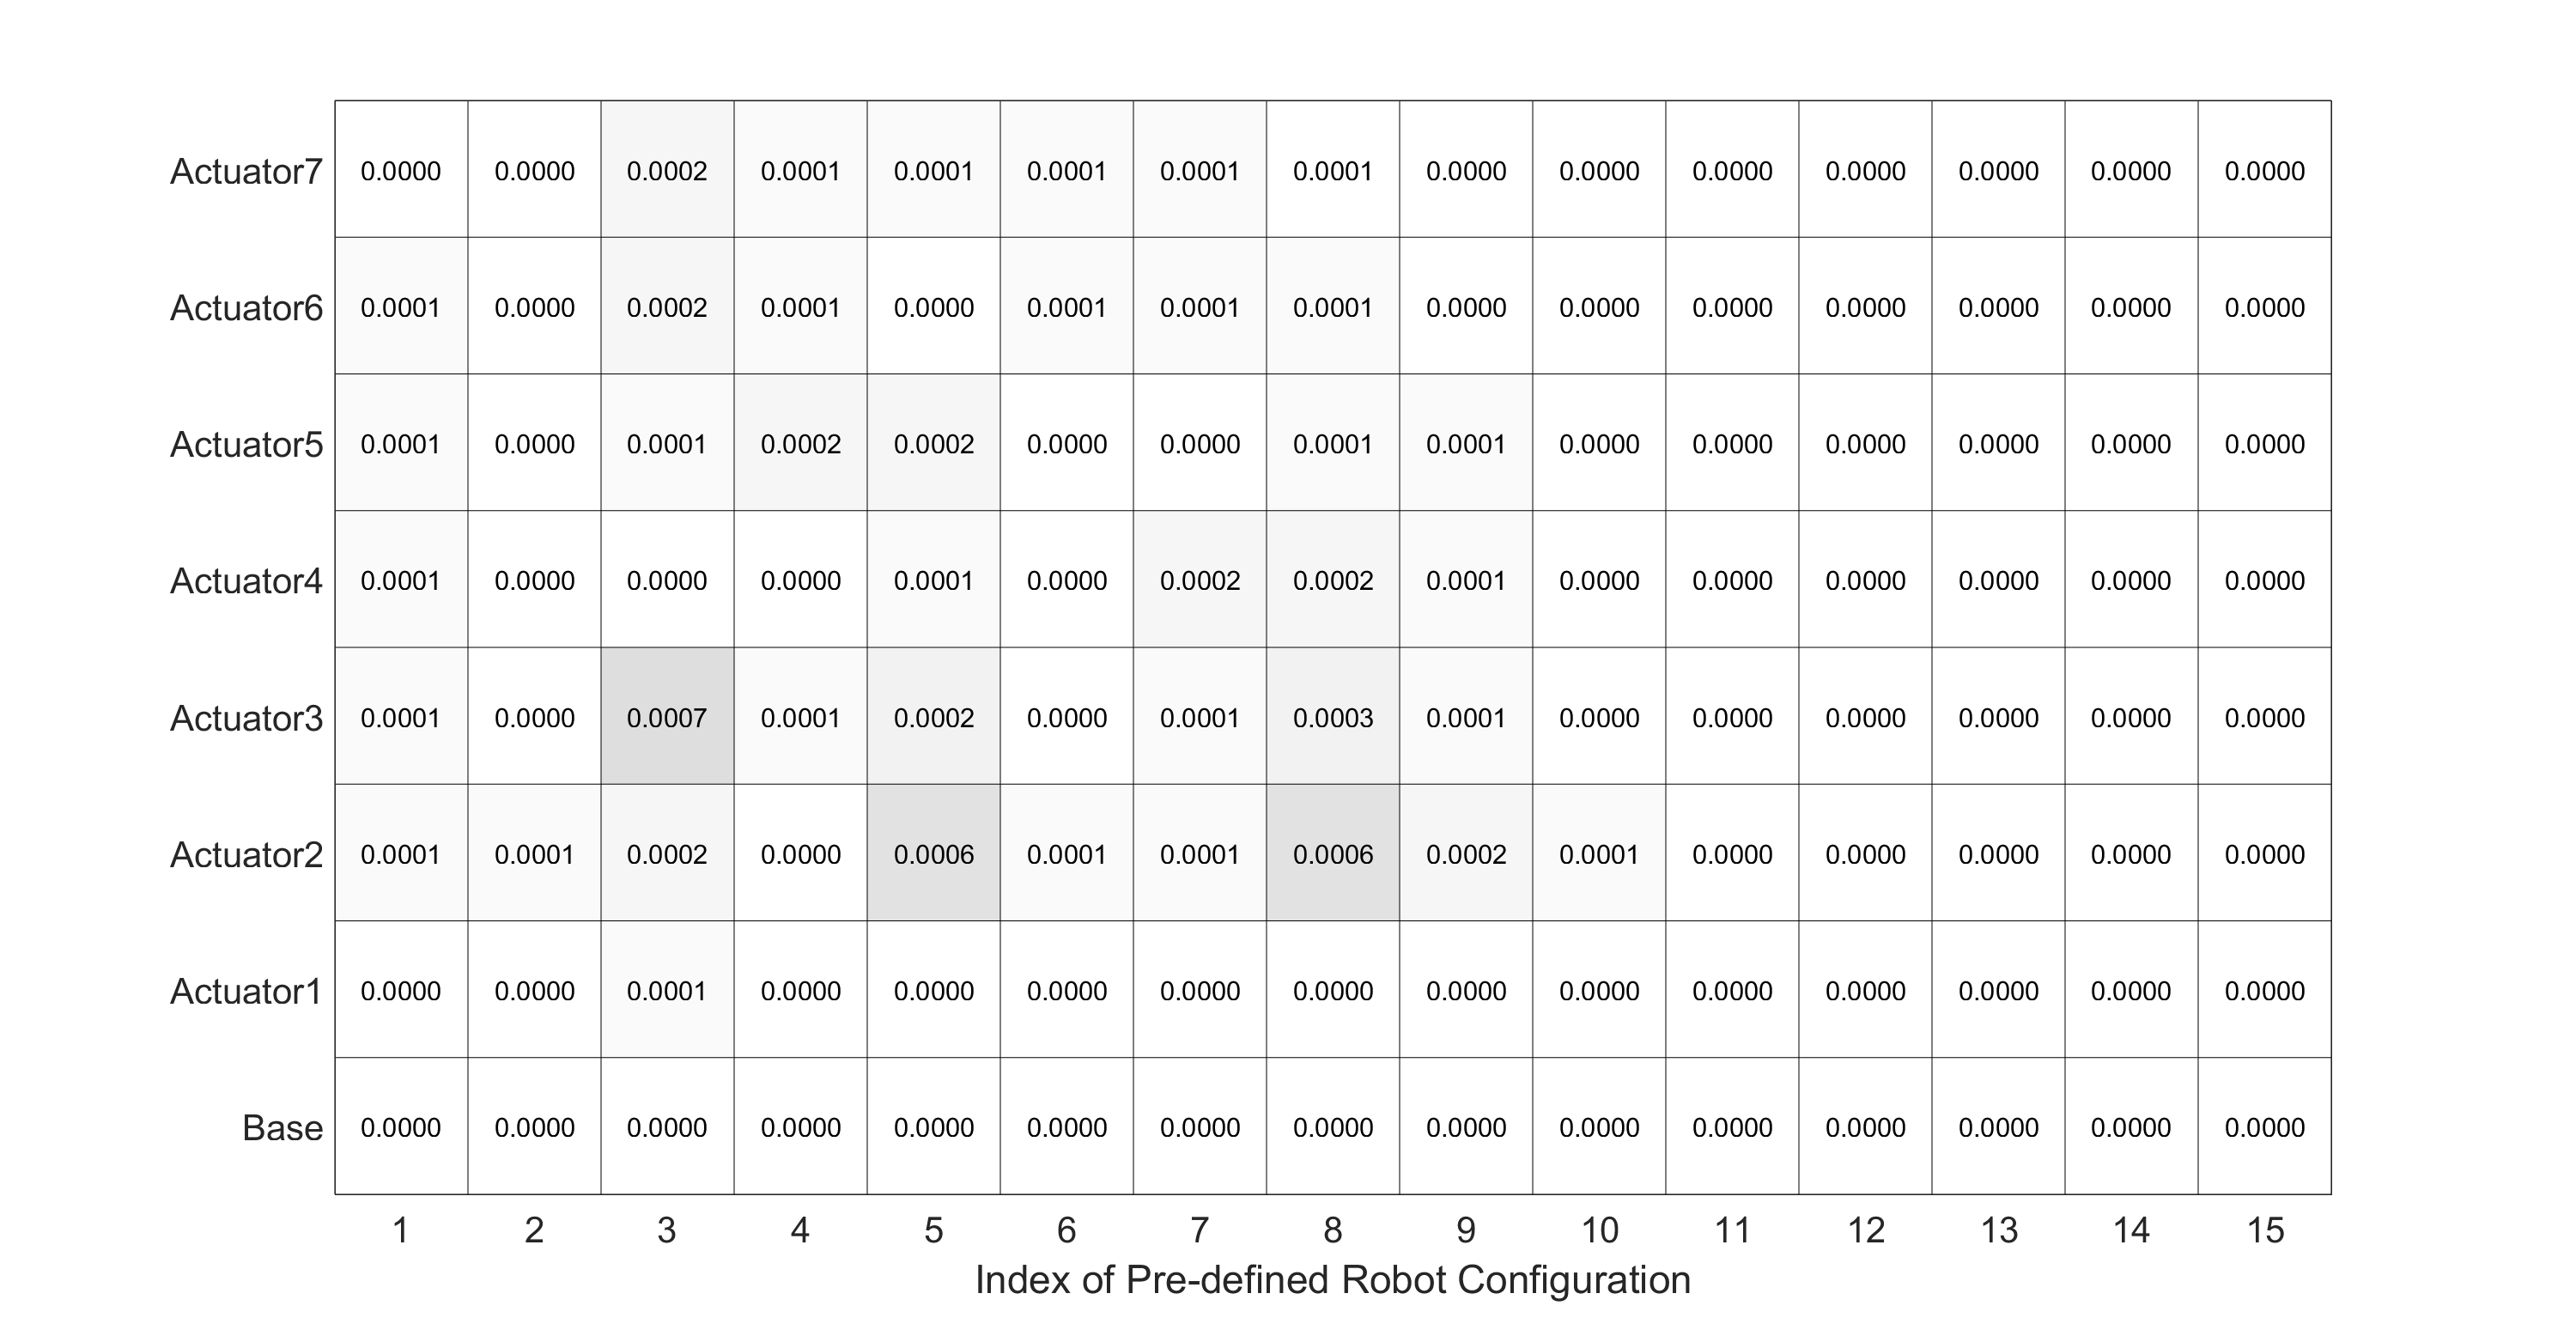 Actuator7 0.0000 0.0000 0.0002 0.0001 0.0001 0.0001 0.0001 0.0001 0.0000 0.0000 0.0000 0.0000 0.0000 0.0000 0.0000
Actuator6 0.0001 0.0000 0.0002 0.0001 0.0000 0.0001 0.0001 0.0001 0.0000 0.0000 0.0000 0.0000 0.0000 0.0000 0.0000
Actuator5 0.0001 0.0000 0.0001 0.0002 0.0002 0.0000 0.0000 0.0001 0.0001 0.0000 0.0000 0.0000 0.0000 0.0000 0.0000
Actuator4 0.0001 0.0000 0.0000 0.0000 0.0001 0.0000 0.0002 0.0002 0.0001 0.0000 0.0000 0.0000 0.0000 0.0000 0.0000
Actuator3 0.0001 0.0000 0.0007 0.0001 0.0002 0.0000 0.0001 0.0003 0.0001 0.0000 0.0000 0.0000 0.0000 0.0000 0.0000
Actuator2 0.0001 0.0001 0.0002 0.0000 0.0006 0.0001 0.0001 0.0006 0.0002 0.0001 0.0000 0.0000 0.0000 0.0000 0.0000
Actuator1 0.0000 0.0000 0.0001 0.0000 0.0000 0.0000 0.0000 0.0000 0.0000 0.0000 0.0000 0.0000 0.0000 0.0000 0.0000
Base 0.0000 0.0000 0.0000 0.0000 0.0000 0.0000 0.0000 0.0000 0.0000 0.0000 0.0000 0.0000 0.0000 0.0000 0.0000
1 2 3 4 5 6 7 8 9 10 11 12 13 14 15
Index of Pre-defined Robot Configuration